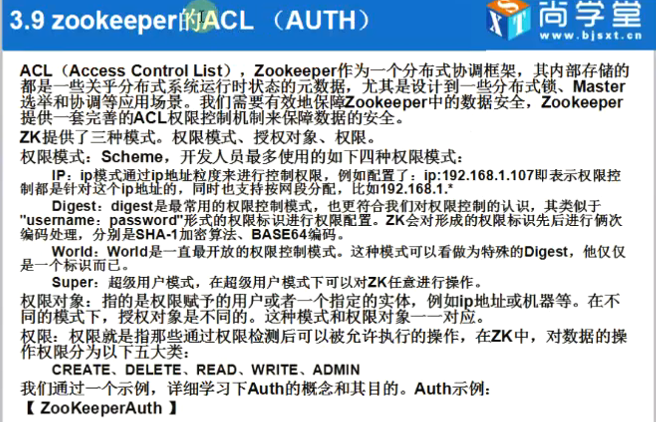 3.9 zookeeper的ACL （AUTH）
尚学堂
www.bjsxt.com
ACL（Access Control List），Zookeeper作为一个分布式协调框架，其内部存储的
都是一些关乎分布式系统运行时状态的元数据，尤其是设计到一些分布式锁、Master
选举和协调等应用场景。我们需要有效地保障Zookeeper中的数据安全，Zookeeper
提供一套完善的ACL权限控制机制来保障数据的安全。
ZK提供了三种模式。权限模式、授权对象、权限。
权限模式：Scheme，开发人员最多使用的如下四种权限模式：
IP：ip模式通过ip地址粒度来进行控制权限，例如配置了：ip:192.168.1.107即表示权限控
制都是针对这个ip地址的，同时也支持按网段分配，比如192.168.1.*
Digest：digest是最常用的权限控制模式，也更符合我们对权限控制的认识，其类似于
"username：password"形式的权限标识进行权限配置。ZK会对形成的权限标识先后进行俩次
编码处理，分别是SHA-1加密算法、BASE64编码。
World：World是一直最开放的权限控制模式。这种模式可以看做为特殊的Digest，他仅仅
是一个标识而已。
Super：超级用户模式，在超级用户模式下可以对ZK任意进行操作。
权限对象：指的是权限赋予的用户或者一个指定的实体，例如ip地址或机器等。在不
同的模式下，授权对象是不同的。这种模式和权限对象一一对应。
权限：权限就是指那些通过权限检测后可以被允许执行的操作，在ZK中，对数据的操
作权限分为以下五大类：
CREATE、DELETE、READ、WRITE、ADMIN
我们通过一个示例，详细学习下Auth的概念和其目的。Auth示例：
【 ZooKeeperAuth 】